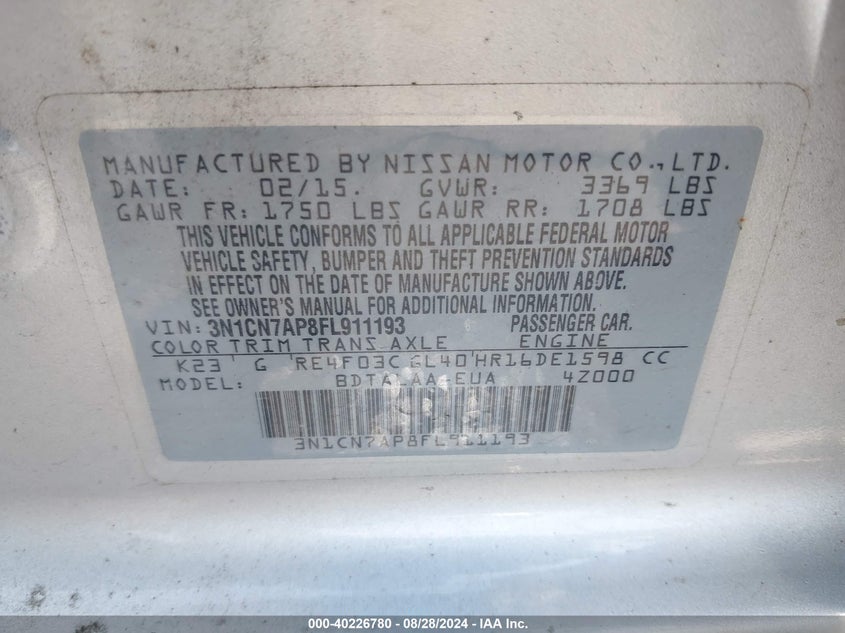 MANUFACTURED BY NISSAN MOTOR CO., LTD.
DATE: 02/15. GVWR: 3369 LBS
GAWR FR: 1750 LBS GAWR RR: 1708 LBS
THIS VEHICLE CONFORMS TO ALL APPLICABLE FEDERAL MOTOR
VEHICLE SAFETY, BUMPER AND THEFT PREVENTION STANDARDS
IN EFFECT ON THE DATE OF MANUFACTURE SHOWN ABOVE.
SEE OWNER'S MANUAL FOR ADDITIONAL INFORMATION.
VIN: 3N1CN7AP8FL911193 PASSENGER CAR.
COLOR TRIM TRANS AXLE ENGINE
K23 G RE4F03C GL40 HR16DE1598 CC
MODEL: BDTALAA-EUA 4Z000
3N1CN7AP8FL911193
000-40226780 — 08/28/2024 — IAA Inc.